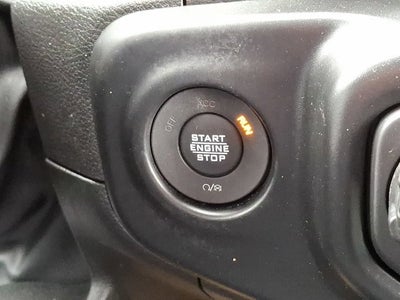 ACC
OFF
RUN
START
ENGINE
STOP